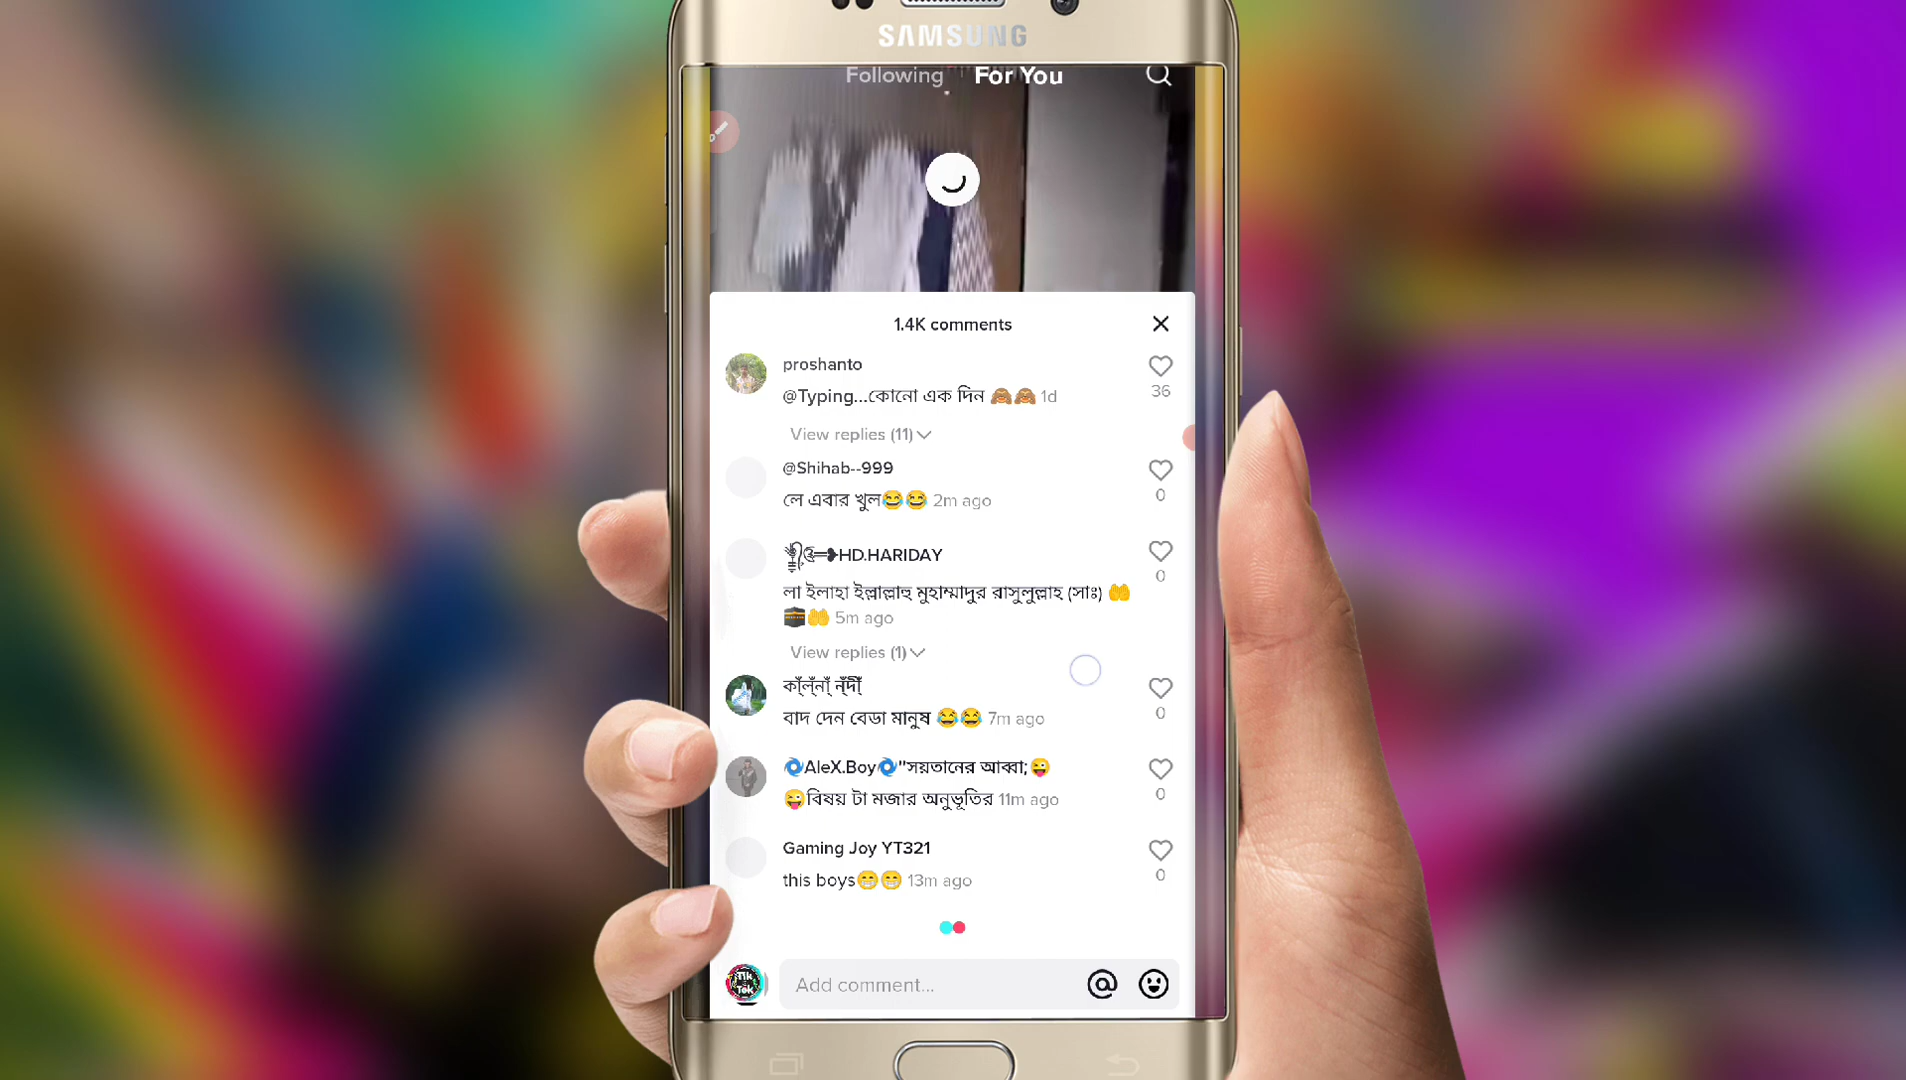 SAMSUNG
Following For You
1.4K comments
proshanto
@Typing...কোনো এক দিন 🙈🙈 1d
36
View replies (11)
@Shihab--999
লে এবার খুল😂😂 2m ago
0
HD.HARIDAY
লা ইলাহা ইল্লাল্লাহু মুহাম্মাদুর রাসুলুল্লাহ (সাঃ) 🤲
🕋🤲 5m ago
0
View replies (1)
বাদ দেন বেডা মানুষ 😂😂 7m ago
0
🌀AleX.Boy🌀"সয়তানের আব্বা;😜
😜বিষয় টা মজার অনুভূতির 11m ago
0
Gaming Joy YT321
this boys😁😁 13m ago
0
Tik
Tok
Add comment...